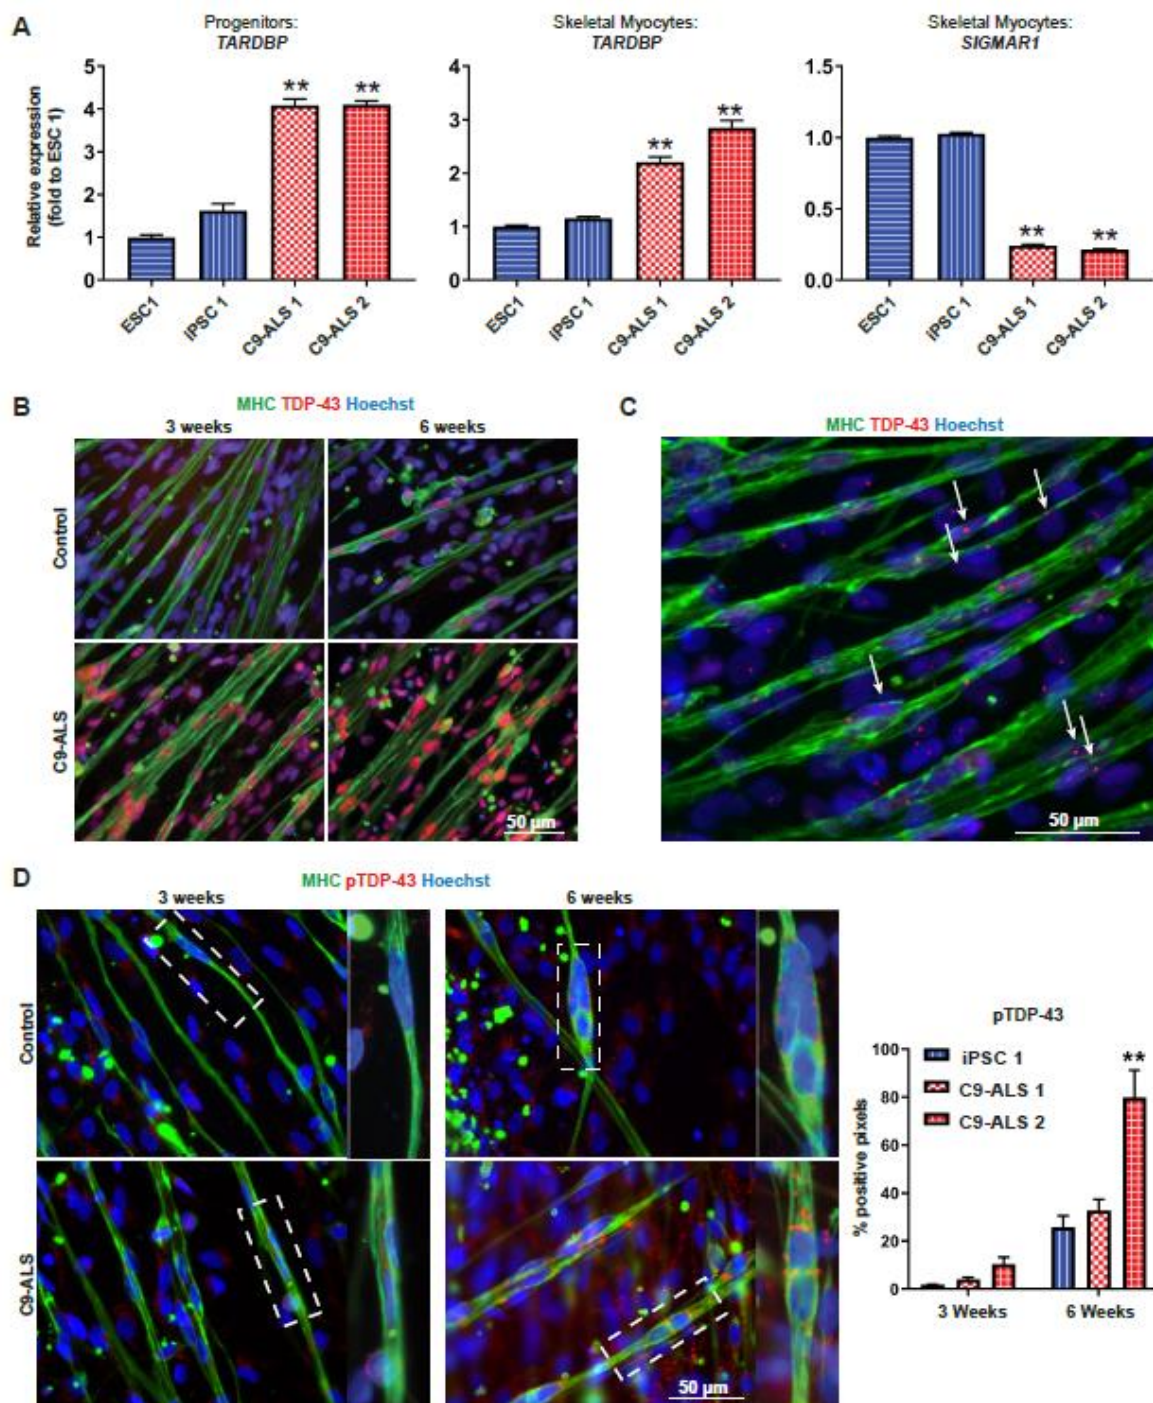 A
Progenitors:
TARDBP
Skeletal Myocytes:
TARDBP
Skeletal Myocytes:
SIGMAR1
Relative expression
(fold to ESC 1)
5
4
3
2
1
0
4
3
2
1
0
1.5
1.0
0.5
0.0
** **
** **
** **
ESC1 iPSC 1 C9-ALS 1 C9-ALS 2
ESC1 iPSC 1 C9-ALS 1 C9-ALS 2
ESC1 iPSC 1 C9-ALS 1 C9-ALS 2
B
MHC TDP-43 Hoechst
3 weeks 6 weeks
Control
C9-ALS
50 µm
C
MHC TDP-43 Hoechst
50 µm
D
MHC pTDP-43 Hoechst
3 weeks 6 weeks
Control
C9-ALS
50 µm
pTDP-43
% positive pixels
100
80
60
40
20
0
iPSC 1
C9-ALS 1
C9-ALS 2
**
3 Weeks 6 Weeks